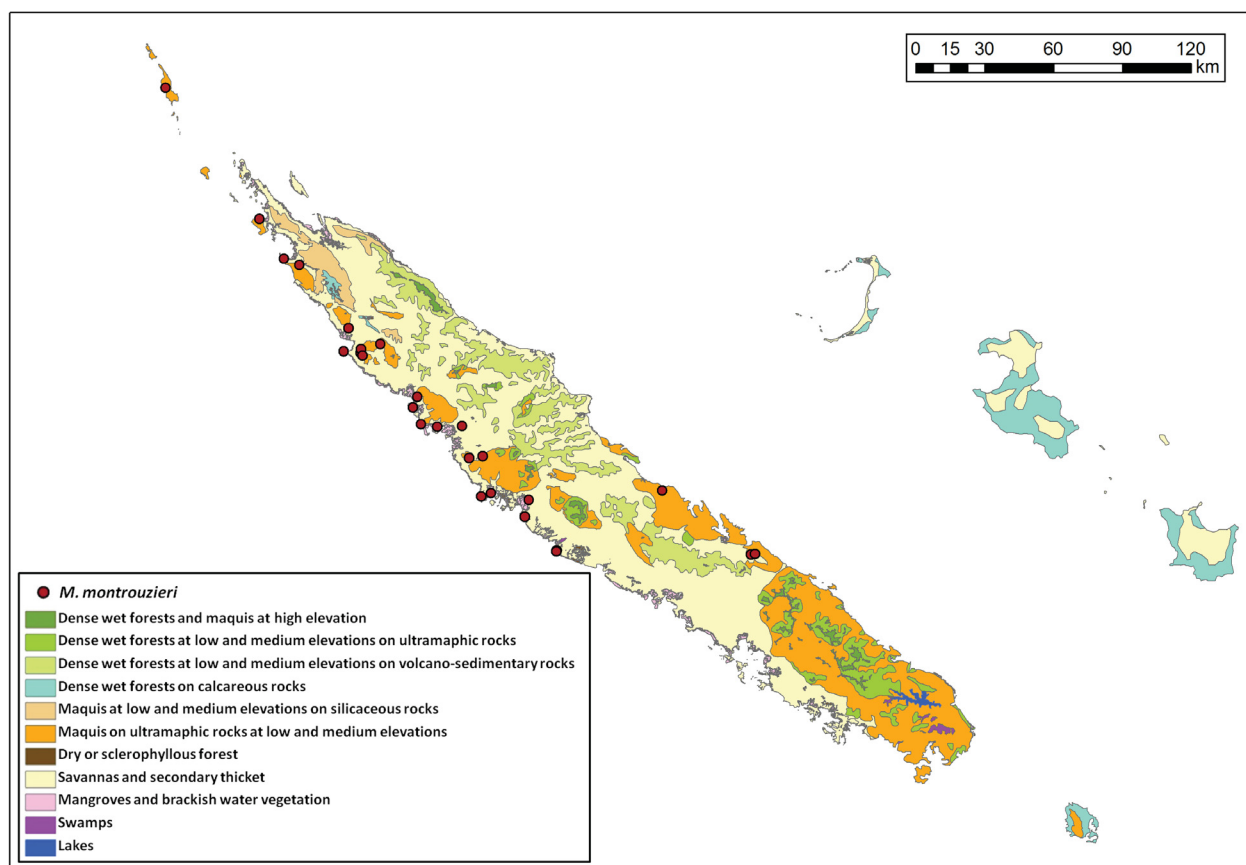 0 15 30 60 90 120
km
M. montrouzieri
Dense wet forests and maquis at high elevation
Dense wet forests at low and medium elevations on ultramaphic rocks
Dense wet forests at low and medium elevations on volcano-sedimentary rocks
Dense wet forests on calcareous rocks
Maquis at low and medium elevations on silicaceous rocks
Maquis on ultramaphic rocks at low and medium elevations
Dry or sclerophyllous forest
Savannas and secondary thicket
Mangroves and brackish water vegetation
Swamps
Lakes